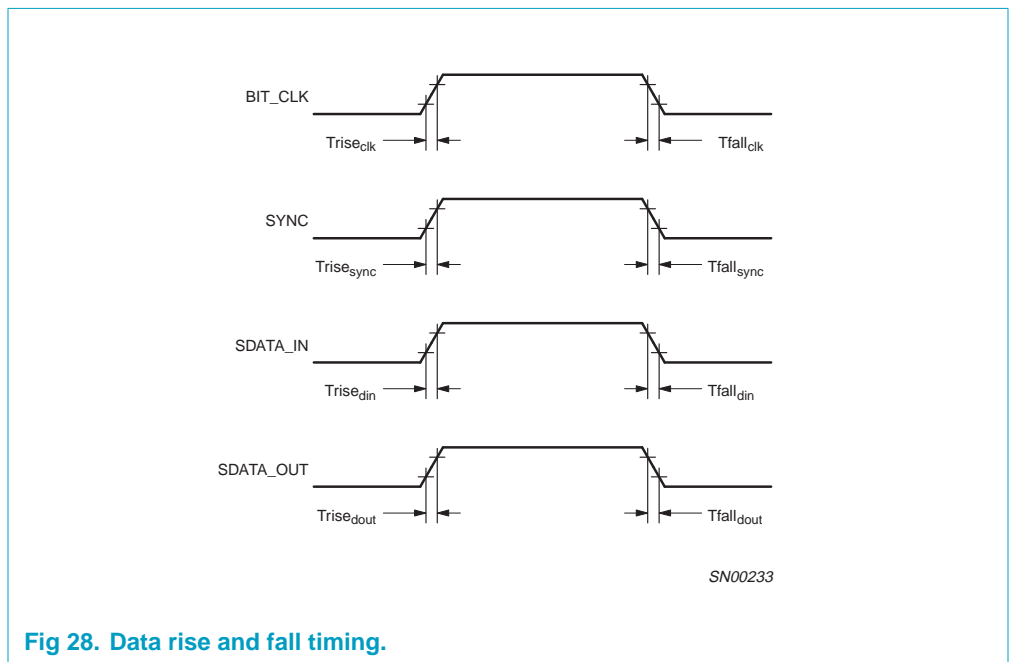 BIT_CLK
Trise_clk
Tfall_clk
SYNC
Trise_sync
Tfall_sync
SDATA_IN
Trise_din
Tfall_din
SDATA_OUT
Trise_dout
Tfall_dout
SN00233
Fig 28. Data rise and fall timing.